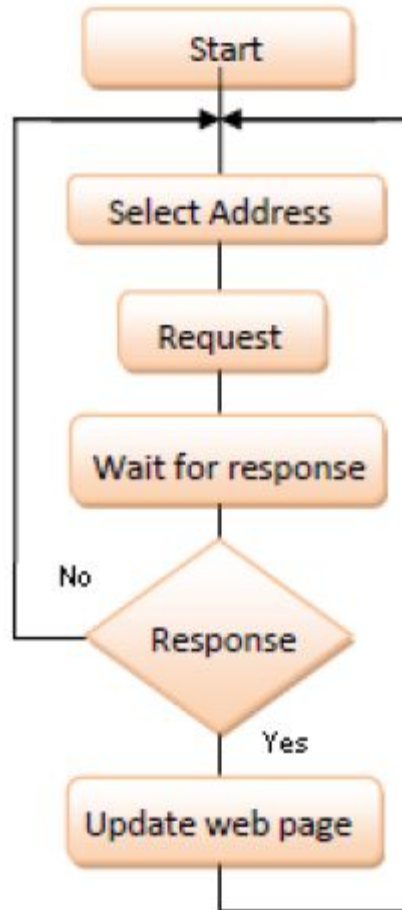 Start
Select Address
Request
Wait for response
No
Response
Yes
Update web page